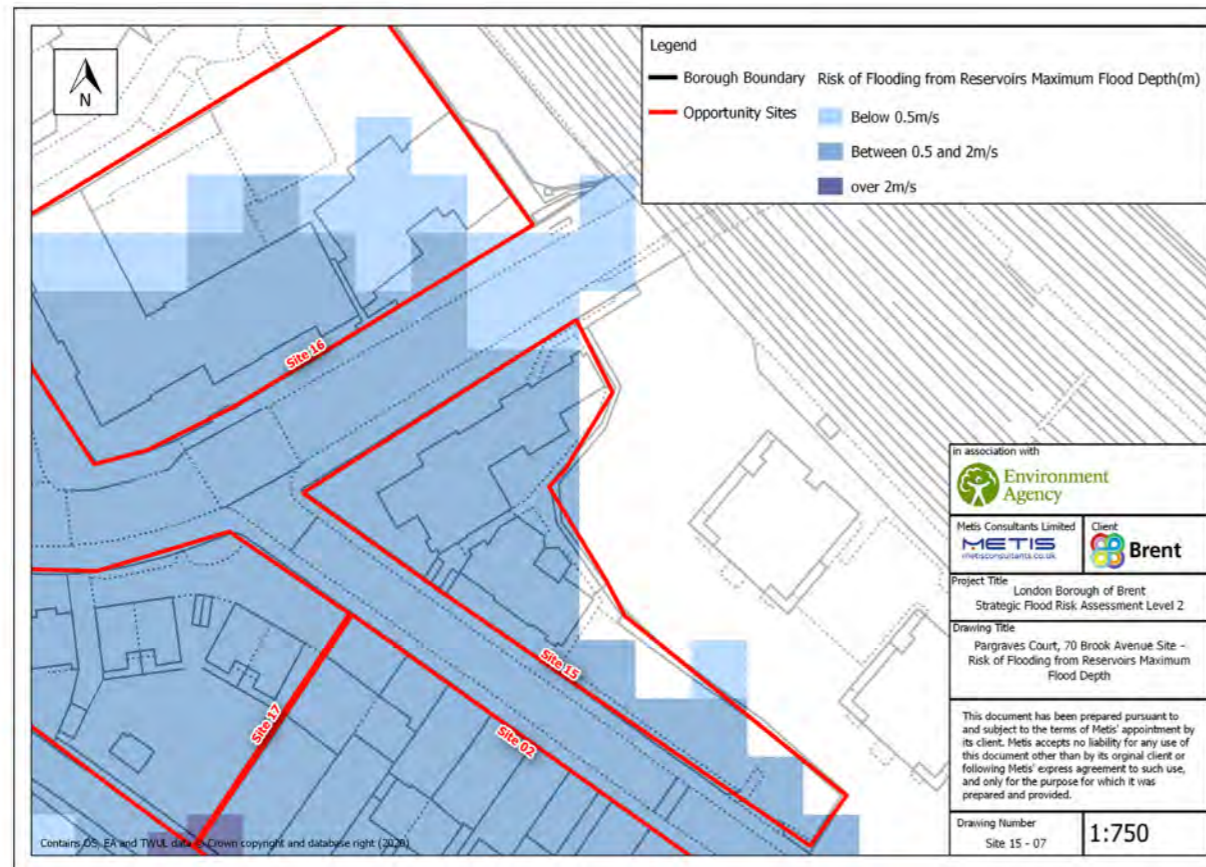 N
Legend
Borough Boundary
Opportunity Sites
Risk of Flooding from Reservoirs Maximum Flood Depth(m)
Below 0.5m/s
Between 0.5 and 2m/s
over 2m/s
Site 16
Site 15
Site 17
Site 02
Contains OS, EA and TWUL data © Crown copyright and database right (2020)
in association with
Environment
Agency
Metis Consultants Limited
METIS
metisconsultants.co.uk
Client
Brent
Project Title
London Borough of Brent
Strategic Flood Risk Assessment Level 2
Drawing Title
Pargraves Court, 70 Brook Avenue Site -
Risk of Flooding from Reservoirs Maximum
Flood Depth
This document has been prepared pursuant to
and subject to the terms of Metis' appointment by
its client. Metis accepts no liability for any use of
this document other than by its orginal client or
following Metis' express agreement to such use,
and only for the purpose for which it was
prepared and provided.
Drawing Number
Site 15 - 07
1:750